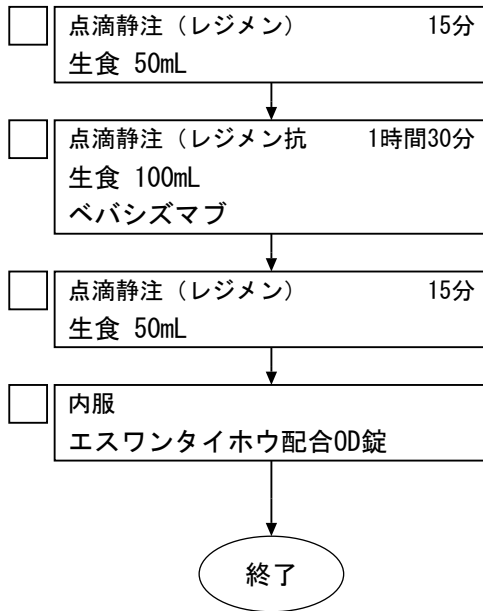 点滴静注（レジメン） 15分
生食 50mL
点滴静注（レジメン抗 1時間30分
生食 100mL
ベバシズマブ
点滴静注（レジメン） 15分
生食 50mL
内服
エスワンタイホウ配合OD錠
終了